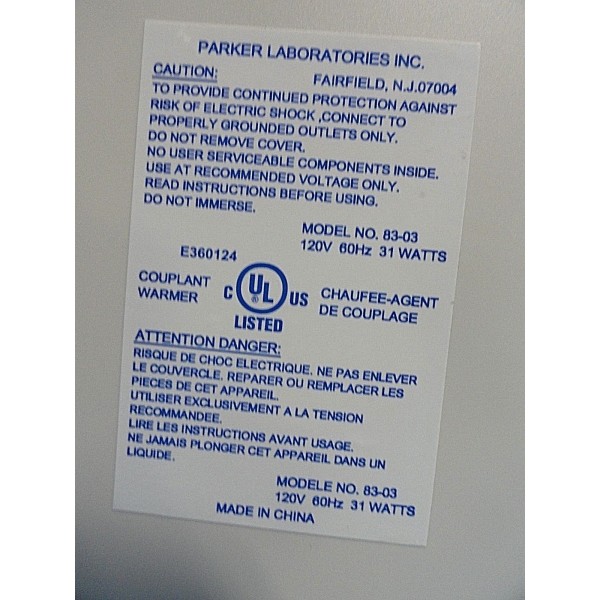 PARKER LABORATORIES INC.
CAUTION: FAIRFIELD, N.J.07004
TO PROVIDE CONTINUED PROTECTION AGAINST
RISK OF ELECTRIC SHOCK ,CONNECT TO
PROPERLY GROUNDED OUTLETS ONLY.
DO NOT REMOVE COVER.
NO USER SERVICEABLE COMPONENTS INSIDE.
USE AT RECOMMENDED VOLTAGE ONLY.
READ INSTRUCTIONS BEFORE USING.
DO NOT IMMERSE.
MODEL NO. 83-03
120V 60Hz 31 WATTS
E360124
COUPLANT
WARMER
C UL ® US
LISTED
CHAUFEE-AGENT
DE COUPLAGE
ATTENTION DANGER:
RISQUE DE CHOC ELECTRIQUE. NE PAS ENLEVER
LE COUVERCLE. REPARER OU REMPLACER LES
PIECES DE CET APPAREIL.
UTILISER EXCLUSIVEMENT A LA TENSION
RECOMMANDEE.
LIRE LES INSTRUCTIONS AVANT USAGE.
NE JAMAIS PLONGER CET APPAREIL DANS UN
LIQUIDE.
MODELE NO. 83-03
120V 60Hz 31 WATTS
MADE IN CHINA